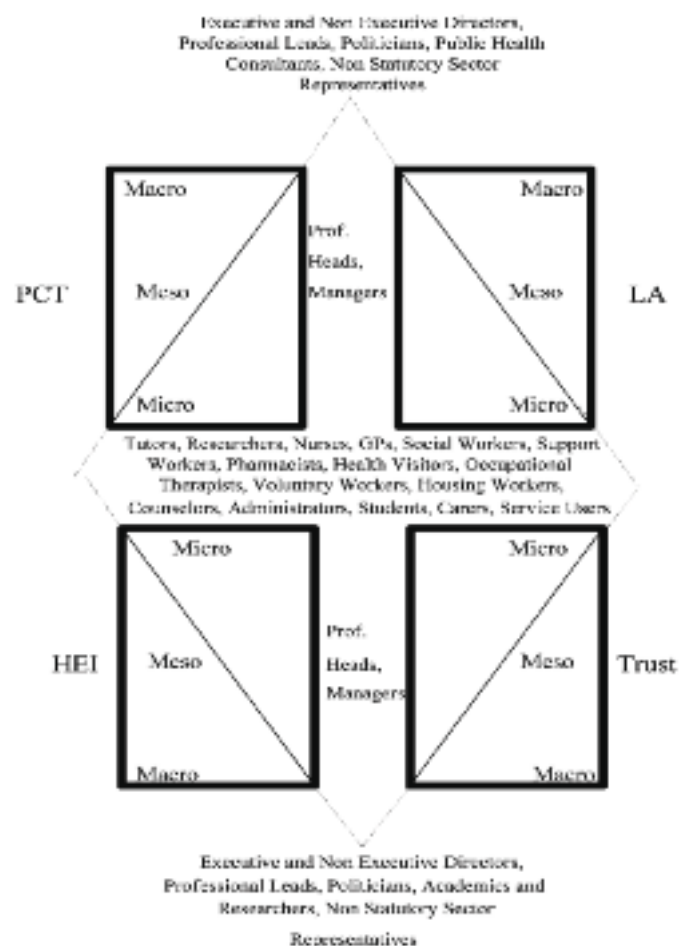 Executive and Non Executive Directors,
Professional Leads, Politicians, Public Health
Consultants, Non Statutory Sector
Representatives
Macro
Macro
Prof.
Heads,
Managers
PCT
Meso
Meso
LA
Micro
Micro
Tutors, Researchers, Nurses, GPs, Social Workers, Support
Workers, Pharmacists, Health Visitors, Occupational
Therapists, Voluntary Workers, Housing Workers,
Counselors, Administrators, Students, Carers, Service Users
Micro
Micro
Prof.
Heads,
Managers
HEI
Meso
Meso
Trust
Macro
Macro
Executive and Non Executive Directors,
Professional Leads, Politicians, Academics and
Researchers, Non Statutory Sector
Representatives